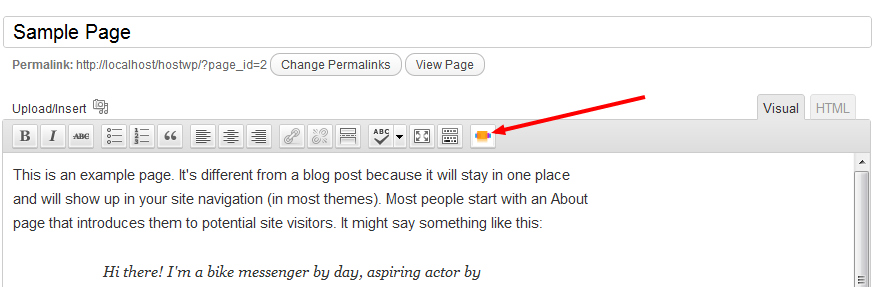 Sample Page
Permalink: http://localhost/hostwp/?page_id=2 Change Permalinks View Page
Upload/Insert Visual HTML
B I ABC 1 2 3 “ ABC
This is an example page. It's different from a blog post because it will stay in one place
and will show up in your site navigation (in most themes). Most people start with an About
page that introduces them to potential site visitors. It might say something like this:
Hi there! I'm a bike messenger by day, aspiring actor by